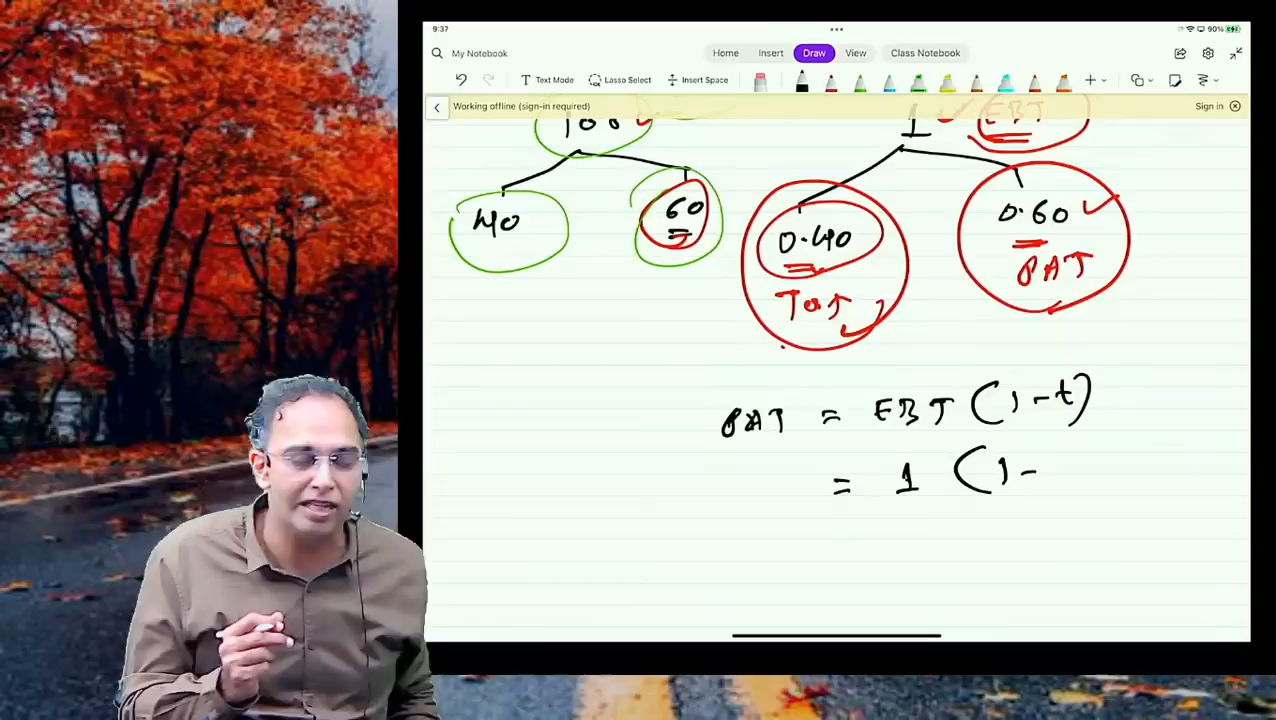 9:37
90%
My Notebook
Home Insert Draw View Class Notebook
Text Mode Lasso Select Insert Space
Working offline (sign-in required) Sign in
100 1 EBT
40 60 0.40 0.60
Tax PAT
PAT = EBT (1-t)
= 1 (1-